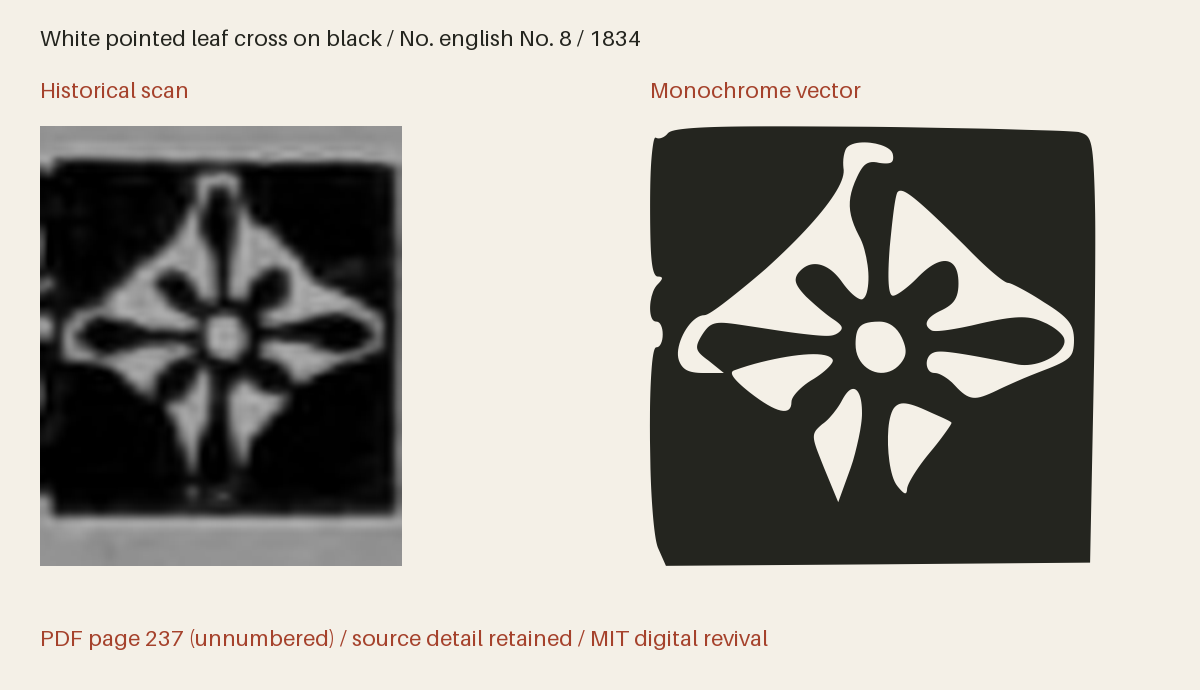 White pointed leaf cross on black / No. english No. 8 / 1834
Historical scan
Monochrome vector
PDF page 237 (unnumbered) / source detail retained / MIT digital revival